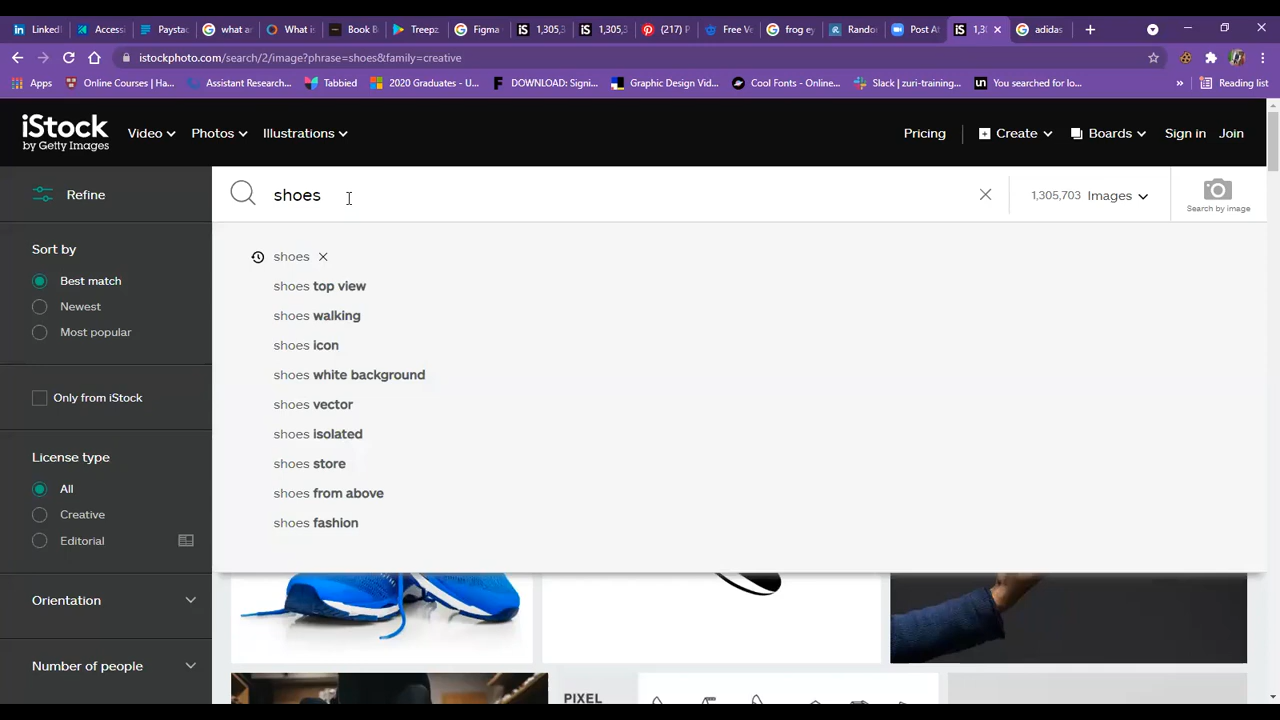 LinkedI
Accessi
Paystac
what ar
What is
Book B
Treepz
Figma
1,305,
1,305,
(217) P
Free Ve
frog ey
Rando
Post At
1,30
adidas
istockphoto.com/search/2/image?phrase=shoes&family=creative
Apps
Online Courses | Ha...
Assistant Research...
Tabbied
2020 Graduates - U...
DOWNLOAD: Signi...
Graphic Design Vid...
Cool Fonts - Online...
Slack | zuri-training...
You searched for lo...
»
Reading list
iStock
by Getty Images
Video
Photos
Illustrations
Pricing
Create
Boards
Sign in
Join
Refine
shoes
1,305,703 Images
Search by image
Sort by
Best match
Newest
Most popular
Only from iStock
License type
All
Creative
Editorial
Orientation
Number of people
shoes
shoes top view
shoes walking
shoes icon
shoes white background
shoes vector
shoes isolated
shoes store
shoes from above
shoes fashion
PIXEL